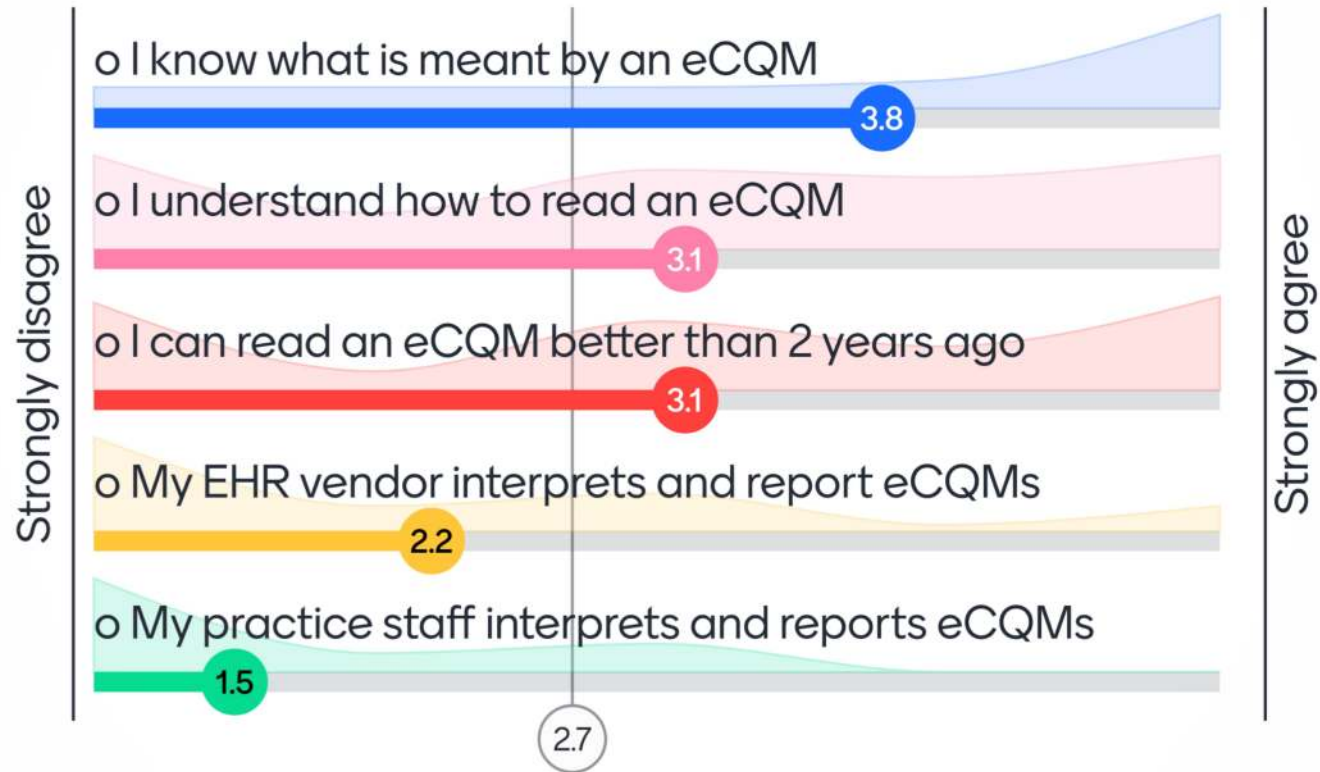 Strongly disagree
o I know what is meant by an eCQM
3.8
o I understand how to read an eCQM
3.1
o I can read an eCQM better than 2 years ago
3.1
o My EHR vendor interprets and report eCQMs
2.2
o My practice staff interprets and reports eCQMs
1.5
2.7
Strongly agree